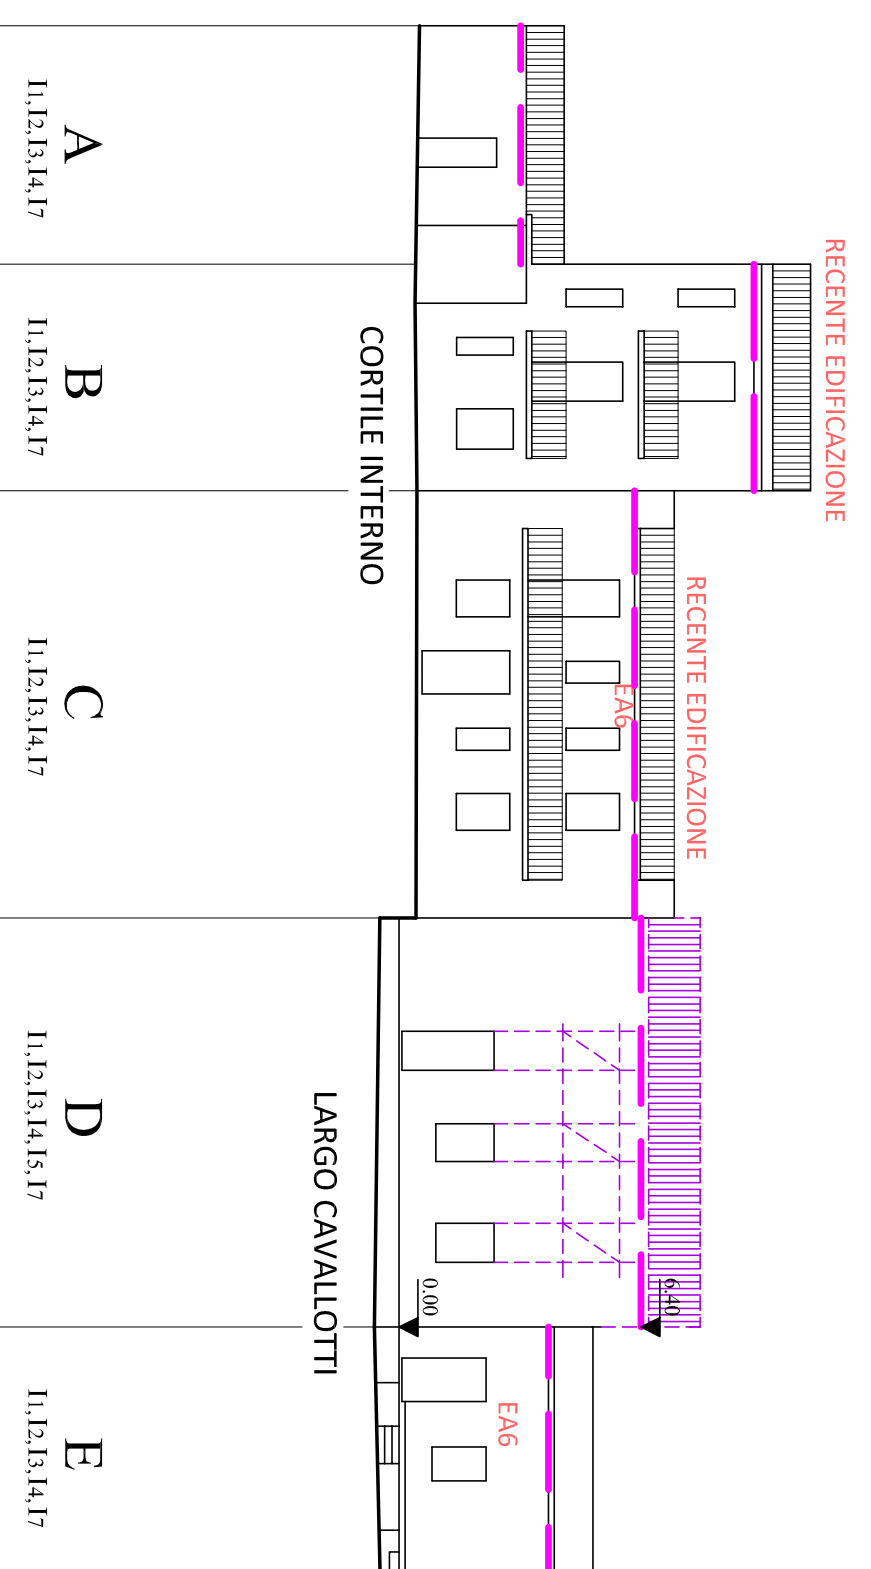 RECENTE EDIFICAZIONE
RECENTE EDIFICAZIONE
EA6
6.40
EA6
0.00
CORTILE INTERNO
LARGO CAVALLOTTI
A
I1,I2,I3,I4,I7
B
I1,I2,I3,I4,I7
C
I1,I2,I3,I4,I7
D
I1,I2,I3,I4,I5,I7
E
I1,I2,I3,I4,I7